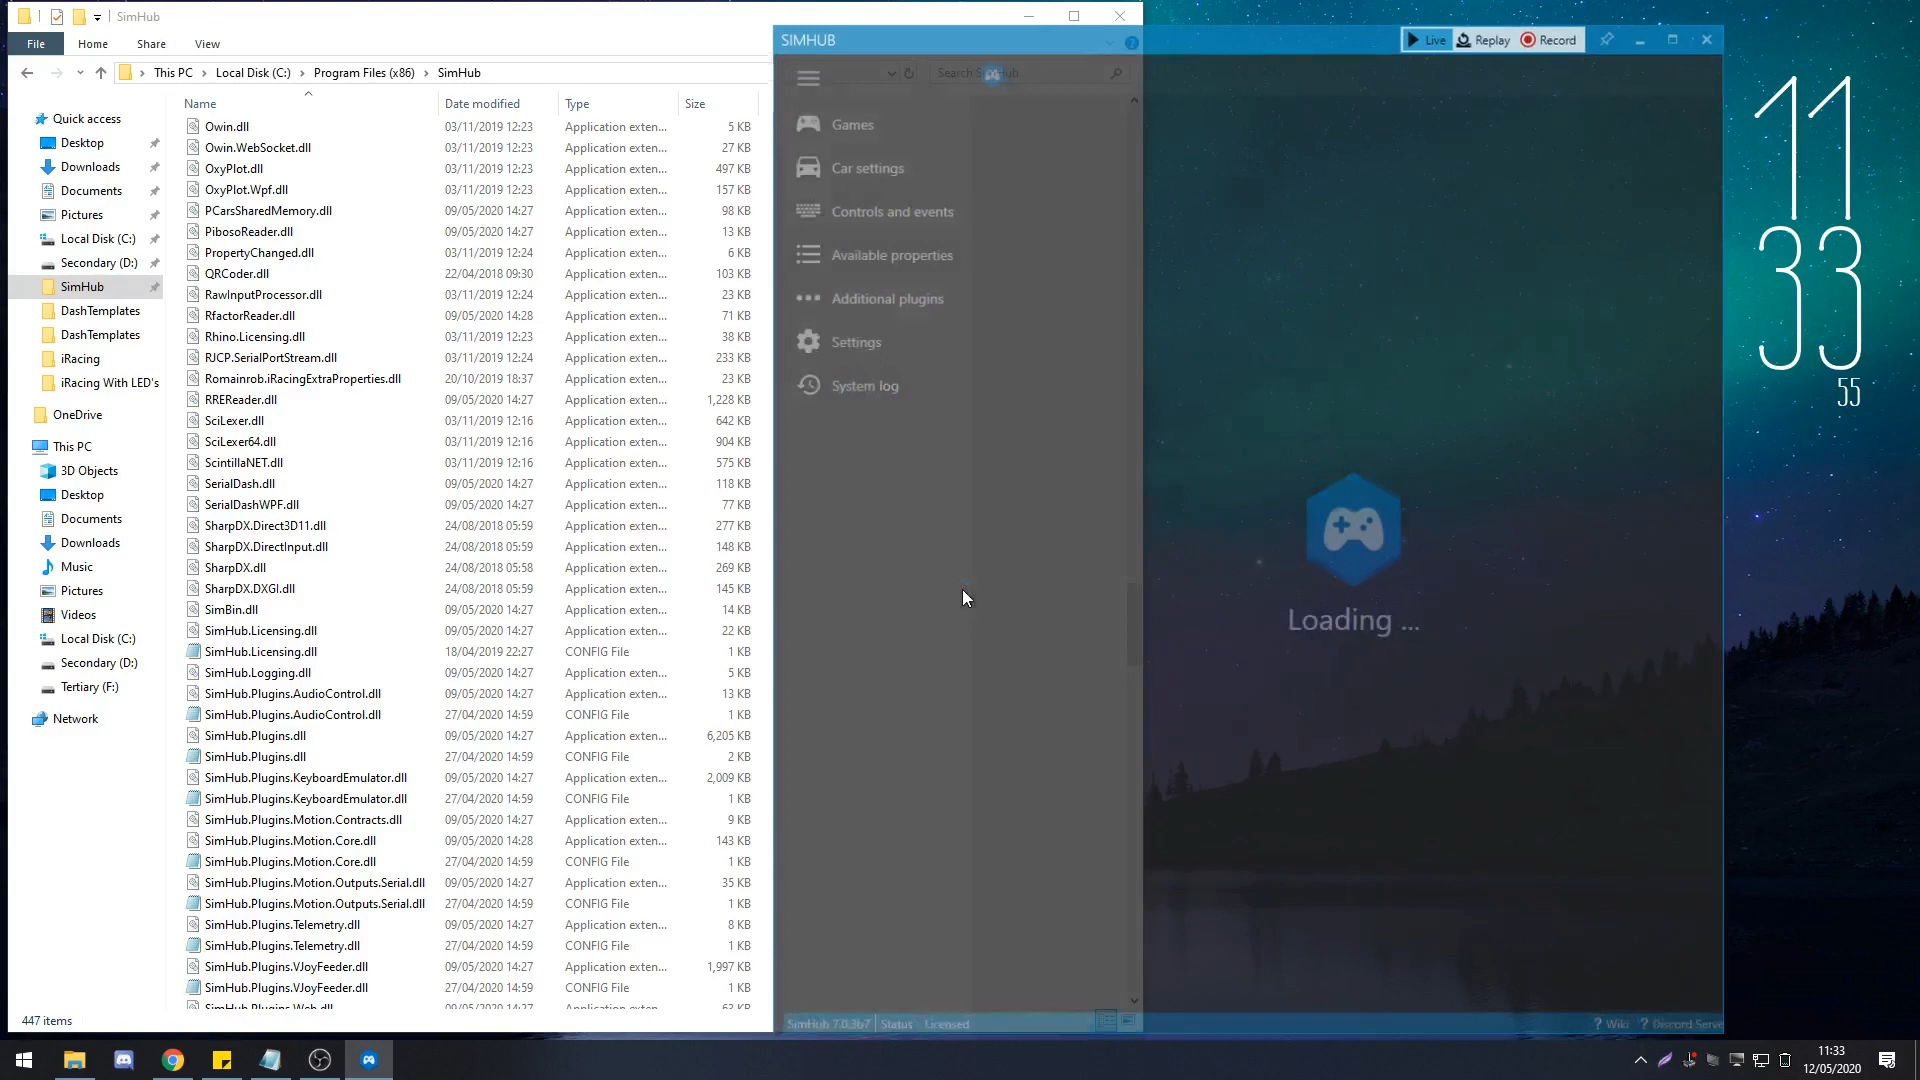 SimHub
File Home Share View
This PC Local Disk (C:) Program Files (x86) SimHub
Name Date modified Type Size
Quick access
Desktop
Downloads
Documents
Pictures
Local Disk (C:)
Secondary (D:)
SimHub
DashTemplates
DashTemplates
iRacing
iRacing With LED's
OneDrive
This PC
3D Objects
Desktop
Documents
Downloads
Music
Pictures
Videos
Local Disk (C:)
Secondary (D:)
Tertiary (F:)
Network
Owin.dll 03/11/2019 12:23 Application exten... 5 KB
Owin.WebSocket.dll 03/11/2019 12:23 Application exten... 27 KB
OxyPlot.dll 03/11/2019 12:23 Application exten... 497 KB
OxyPlot.Wpf.dll 03/11/2019 12:23 Application exten... 157 KB
PCarsSharedMemory.dll 09/05/2020 14:27 Application exten... 98 KB
PibosoReader.dll 09/05/2020 14:27 Application exten... 13 KB
PropertyChanged.dll 03/11/2019 12:24 Application exten... 6 KB
QRCoder.dll 22/04/2018 09:30 Application exten... 103 KB
RawInputProcessor.dll 03/11/2019 12:24 Application exten... 23 KB
RfactorReader.dll 09/05/2020 14:28 Application exten... 71 KB
Rhino.Licensing.dll 03/11/2019 12:23 Application exten... 38 KB
RJCP.SerialPortStream.dll 03/11/2019 12:24 Application exten... 233 KB
Romainrob.iRacingExtraProperties.dll 20/10/2019 18:37 Application exten... 23 KB
RREReader.dll 09/05/2020 14:27 Application exten... 1,228 KB
SciLexer.dll 03/11/2019 12:16 Application exten... 642 KB
SciLexer64.dll 03/11/2019 12:16 Application exten... 904 KB
ScintillaNET.dll 03/11/2019 12:16 Application exten... 575 KB
SerialDash.dll 09/05/2020 14:27 Application exten... 118 KB
SerialDashWPF.dll 09/05/2020 14:27 Application exten... 77 KB
SharpDX.Direct3D11.dll 24/08/2018 05:59 Application exten... 277 KB
SharpDX.DirectInput.dll 24/08/2018 05:59 Application exten... 148 KB
SharpDX.dll 24/08/2018 05:58 Application exten... 269 KB
SharpDX.DXGI.dll 24/08/2018 05:59 Application exten... 145 KB
SimBin.dll 09/05/2020 14:27 Application exten... 14 KB
SimHub.Licensing.dll 09/05/2020 14:27 Application exten... 22 KB
SimHub.Licensing.dll 18/04/2019 22:27 CONFIG File 1 KB
SimHub.Logging.dll 09/05/2020 14:27 Application exten... 5 KB
SimHub.Plugins.AudioControl.dll 09/05/2020 14:27 Application exten... 13 KB
SimHub.Plugins.AudioControl.dll 27/04/2020 14:59 CONFIG File 1 KB
SimHub.Plugins.dll 09/05/2020 14:27 Application exten... 6,205 KB
SimHub.Plugins.dll 27/04/2020 14:59 CONFIG File 2 KB
SimHub.Plugins.KeyboardEmulator.dll 09/05/2020 14:27 Application exten... 2,009 KB
SimHub.Plugins.KeyboardEmulator.dll 27/04/2020 14:59 CONFIG File 1 KB
SimHub.Plugins.Motion.Contracts.dll 09/05/2020 14:27 Application exten... 9 KB
SimHub.Plugins.Motion.Core.dll 09/05/2020 14:28 Application exten... 143 KB
SimHub.Plugins.Motion.Core.dll 27/04/2020 14:59 CONFIG File 1 KB
SimHub.Plugins.Motion.Outputs.Serial.dll 09/05/2020 14:27 Application exten... 35 KB
SimHub.Plugins.Motion.Outputs.Serial.dll 27/04/2020 14:59 CONFIG File 1 KB
SimHub.Plugins.Telemetry.dll 09/05/2020 14:27 Application exten... 8 KB
SimHub.Plugins.Telemetry.dll 27/04/2020 14:59 CONFIG File 1 KB
SimHub.Plugins.VJoyFeeder.dll 09/05/2020 14:27 Application exten... 1,997 KB
SimHub.Plugins.VJoyFeeder.dll 27/04/2020 14:59 CONFIG File 1 KB
SimHub.Plugins.Web.dll 09/05/2020 14:27 Application exten... 63 KB
447 items
SIMHUB Live Replay Record
Search SimHub
Games
Car settings
Controls and events
Available properties
Additional plugins
Settings
System log
Loading ...
SimHub 7.0.3b7 Status Licensed ? Wiki ? Discord Serve
11
33
55
11:33
12/05/2020